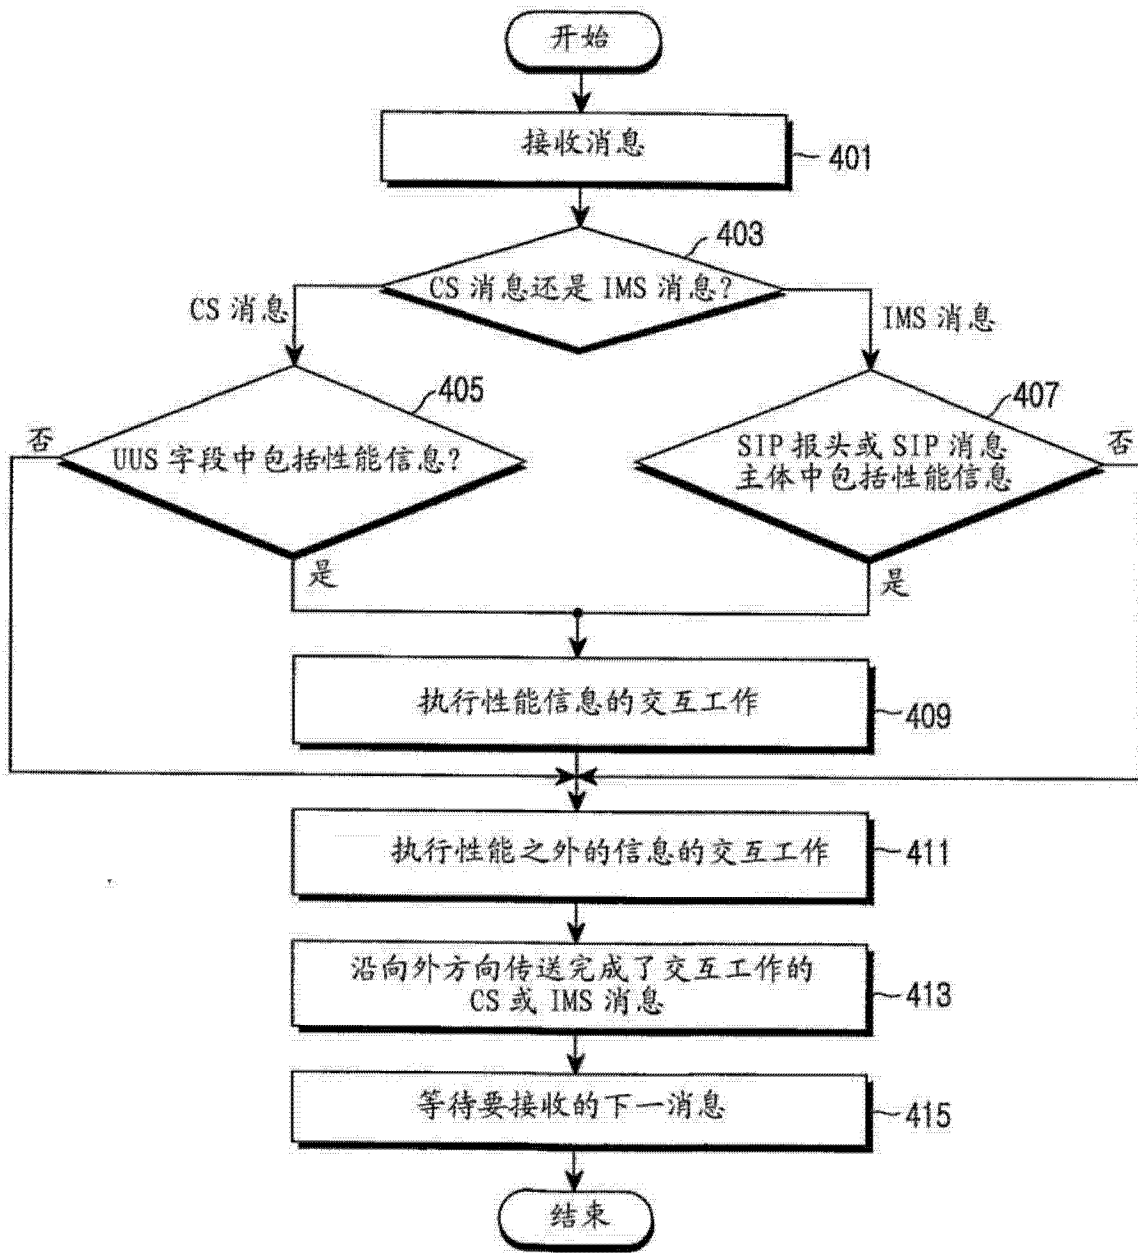 开始
接收消息
401
403
CS 消息还是 IMS 消息?
CS 消息
IMS 消息
405
407
否
UUS 字段中包括性能信息?
SIP 报头或 SIP 消息
主体中包括性能信息
否
是
是
执行性能信息的交互工作
409
执行性能之外的信息的交互工作
411
沿向外方向传送完成了交互工作的
CS 或 IMS 消息
413
等待要接收的下一消息
415
结束